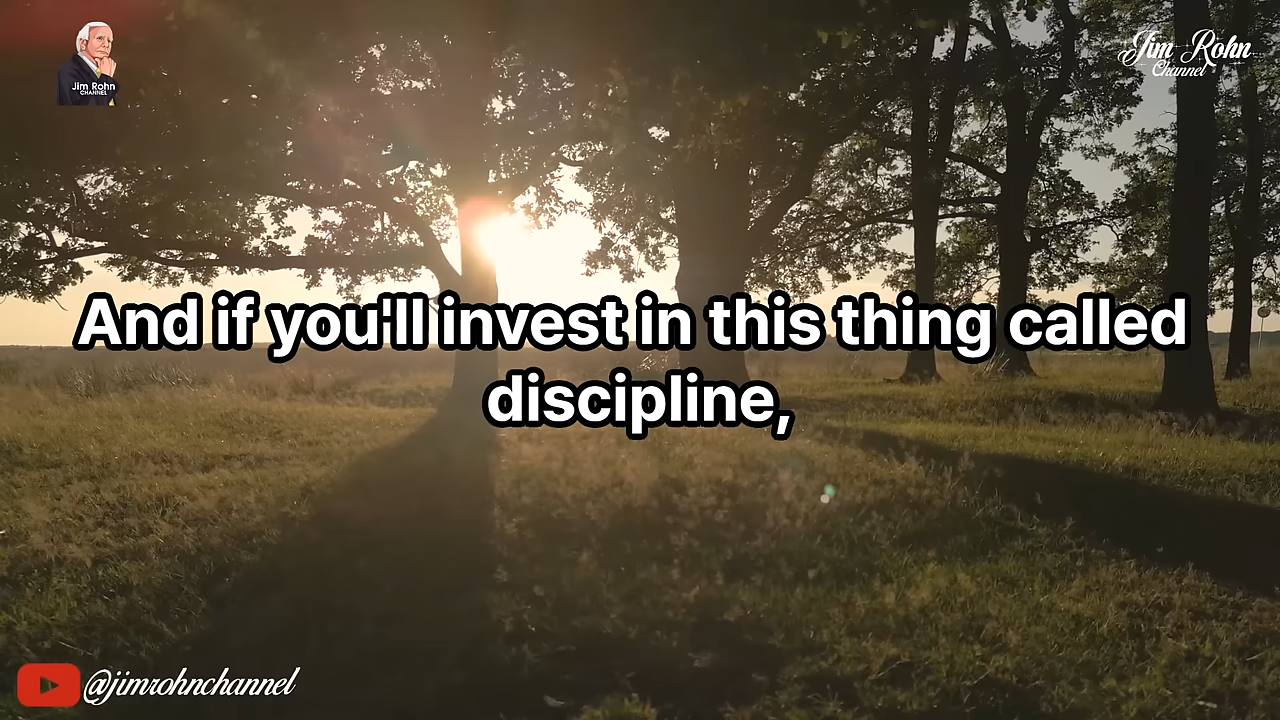 Jim Rohn
CHANNEL
Jim Rohn
Channel
And if you'll invest in this thing called
discipline,
@jimrohnchannel